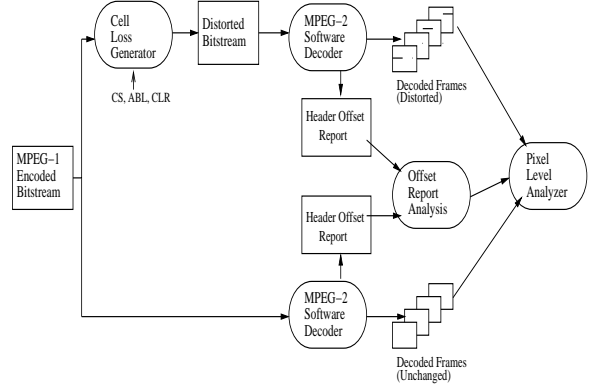 Cell
Loss
Generator
CS, ABL, CLR
Distorted
Bitstream
MPEG−2
Software
Decoder
Decoded Frames
(Distorted)
Header Offset
Report
MPEG−1
Encoded
Bitstream
Offset
Report
Analysis
Pixel
Level
Analyzer
Header Offset
Report
MPEG−2
Software
Decoder
Decoded Frames
(Unchanged)